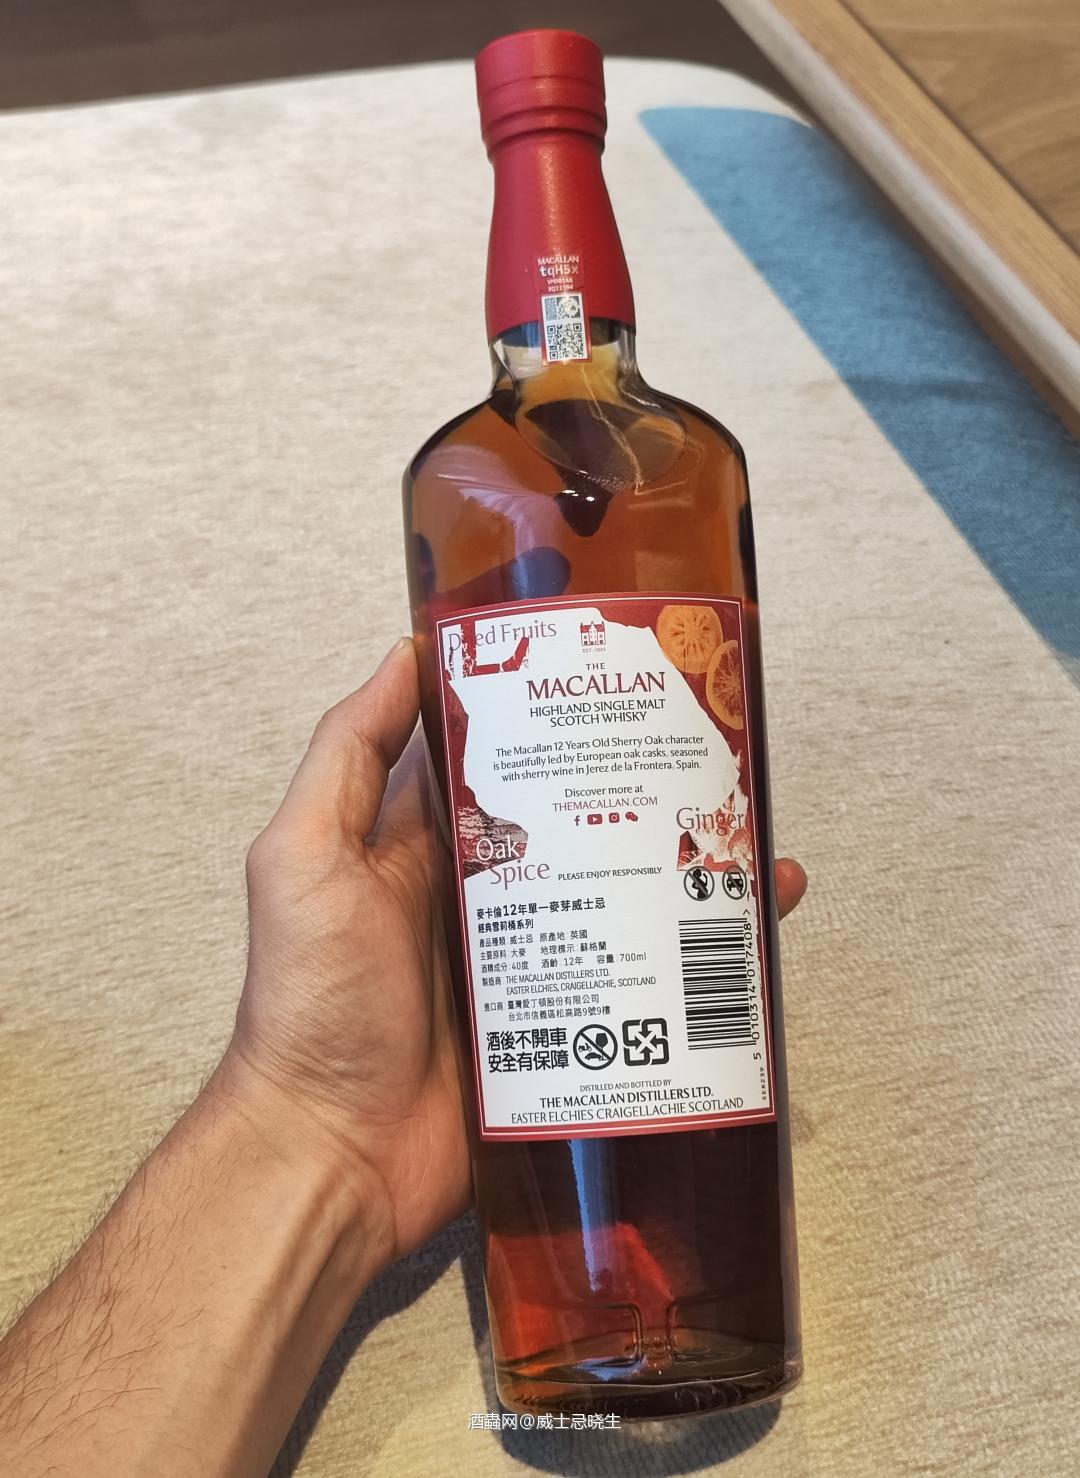 MACALLAN
tqH5x
Dried Fruits
EST. 1824
THE
MACALLAN
HIGHLAND SINGLE MALT
SCOTCH WHISKY
The Macallan 12 Years Old Sherry Oak character
is beautifully led by European oak casks, seasoned
with sherry wine in Jerez de la Frontera, Spain.
Discover more at
THEMACALLAN.COM
Ginger
Oak
Spice
PLEASE ENJOY RESPONSIBLY
麥卡倫12年單一麥芽威士忌
經典雪莉桶系列
產品種類:威士忌 原產地:英國
主要原料:大麥 地理標示:蘇格蘭
酒精成分:40度 酒齡:12年 容量:700ml
製造商:THE MACALLAN DISTILLERS LTD.
EASTER ELCHIES, CRAIGELLACHIE, SCOTLAND
進口商:臺灣愛丁頓股份有限公司
台北市信義區松高路9號9樓
酒後不開車
安全有保障
5 010314 017408 >
DISTILLED AND BOTTLED BY
THE MACALLAN DISTILLERS LTD.
EASTER ELCHIES CRAIGELLACHIE SCOTLAND
酒蟲网@威士忌晓生